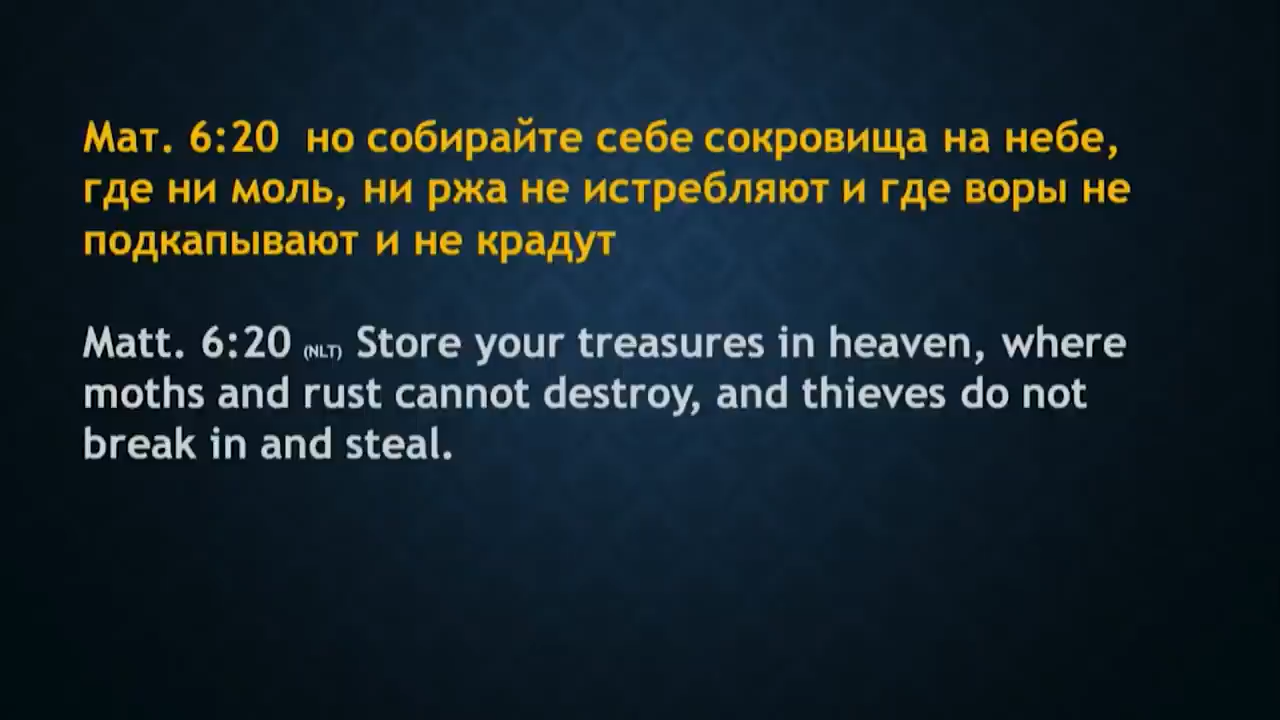 Мат. 6:20 но собирайте себе сокровища на небе,
где ни моль, ни ржа не истребляют и где воры не
подкапывают и не крадут
Matt. 6:20 (NLT) Store your treasures in heaven, where
moths and rust cannot destroy, and thieves do not
break in and steal.